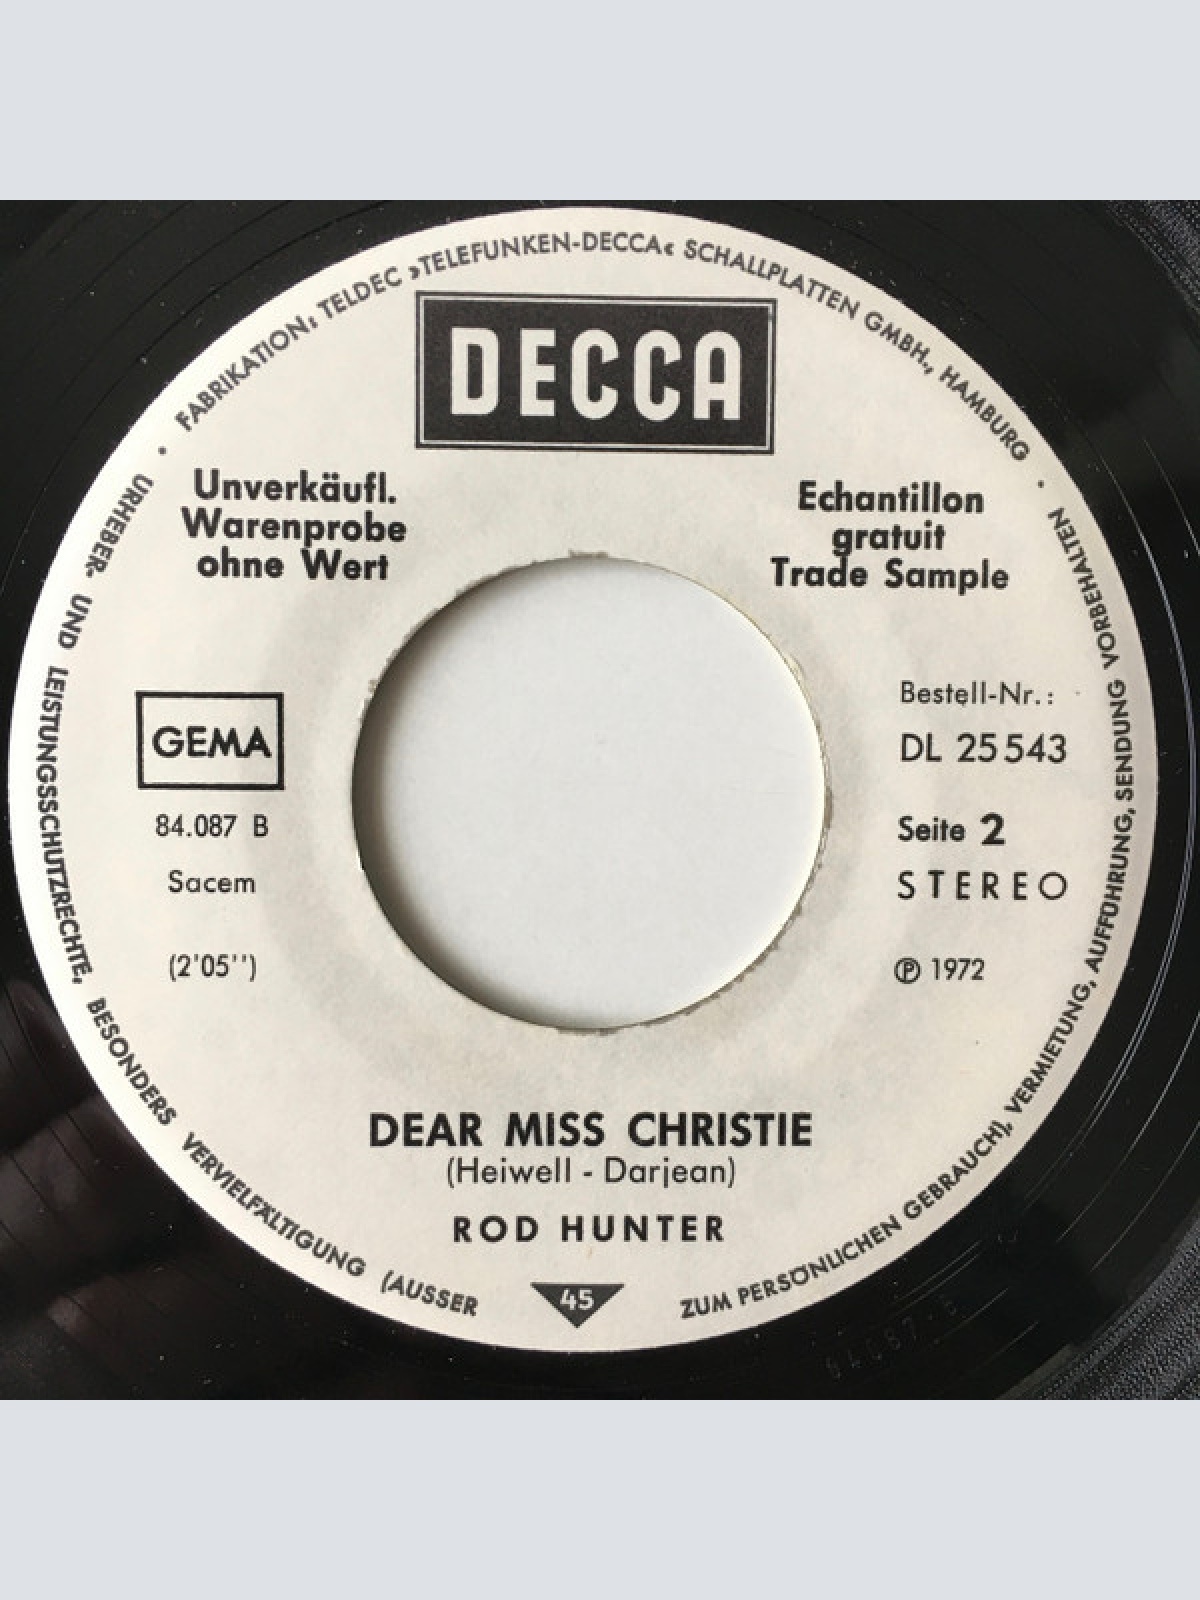 FABRIKATION: TELDEC »TELEFUNKEN-DECCA« SCHALLPLATTEN GMBH., HAMBURG • URHEBER- UND LEISTUNGSSCHUTZRECHTE, BESONDERS VERVIELFÄLTIGUNG (AUSSER ZUM PERSÖNLICHEN GEBRAUCH), VERMIETUNG, AUFFÜHRUNG, SENDUNG VORBEHALTEN •
DECCA
Unverkäufl.
Warenprobe
ohne Wert
Echantillon
gratuit
Trade Sample
GEMA
84.087 B
Sacem
(2'05'')
Bestell-Nr.:
DL 25 543
Seite 2
STEREO
℗ 1972
DEAR MISS CHRISTIE
(Heiwell - Darjean)
ROD HUNTER
45